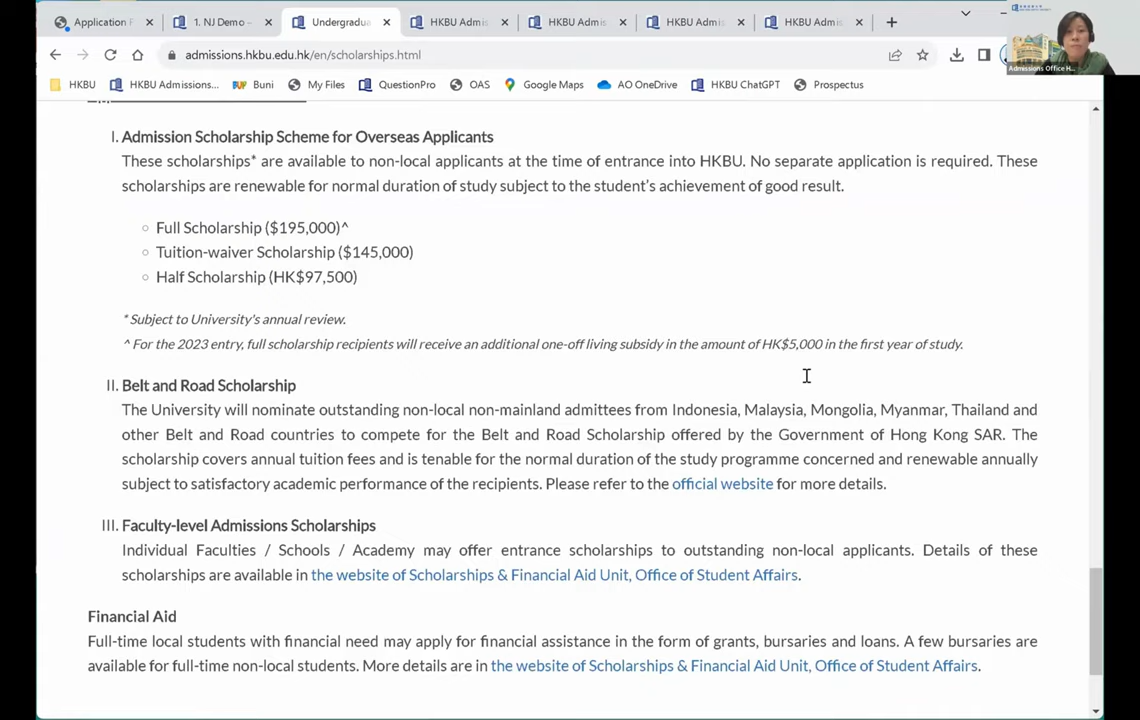 Application F
1. NJ Demo –
Undergradua
HKBU Admis
HKBU Admis
HKBU Admis
HKBU Admis
admissions.hkbu.edu.hk/en/scholarships.html
Admissions Office H...
HKBU
HKBU Admissions...
Buni
My Files
QuestionPro
OAS
Google Maps
AO OneDrive
HKBU ChatGPT
Prospectus
I. Admission Scholarship Scheme for Overseas Applicants
These scholarships* are available to non-local applicants at the time of entrance into HKBU. No separate application is required. These
scholarships are renewable for normal duration of study subject to the student's achievement of good result.
Full Scholarship ($195,000)^
Tuition-waiver Scholarship ($145,000)
Half Scholarship (HK$97,500)
* Subject to University's annual review.
^ For the 2023 entry, full scholarship recipients will receive an additional one-off living subsidy in the amount of HK$5,000 in the first year of study.
II. Belt and Road Scholarship
The University will nominate outstanding non-local non-mainland admittees from Indonesia, Malaysia, Mongolia, Myanmar, Thailand and
other Belt and Road countries to compete for the Belt and Road Scholarship offered by the Government of Hong Kong SAR. The
scholarship covers annual tuition fees and is tenable for the normal duration of the study programme concerned and renewable annually
subject to satisfactory academic performance of the recipients. Please refer to the official website for more details.
III. Faculty-level Admissions Scholarships
Individual Faculties / Schools / Academy may offer entrance scholarships to outstanding non-local applicants. Details of these
scholarships are available in the website of Scholarships & Financial Aid Unit, Office of Student Affairs.
Financial Aid
Full-time local students with financial need may apply for financial assistance in the form of grants, bursaries and loans. A few bursaries are
available for full-time non-local students. More details are in the website of Scholarships & Financial Aid Unit, Office of Student Affairs.